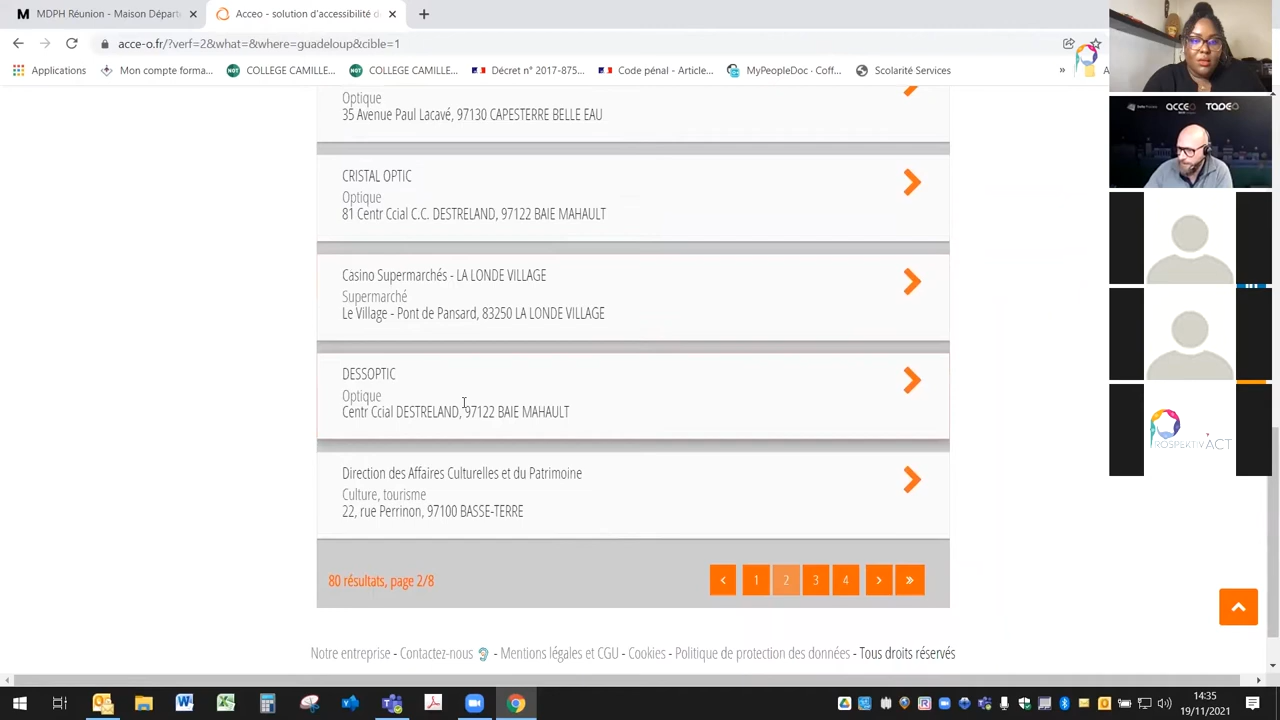 MDPH Réunion - Maison Départ
Acceo - solution d'accessibilité d
acce-o.fr/?verf=2&what=&where=guadeloup&cible=1
Applications
Mon compte forma...
COLLEGE CAMILLE...
COLLEGE CAMILLE...
Décret n° 2017-875...
Code pénal - Article...
MyPeopleDoc · Coff...
Scolarité Services
»
Optique
35 Avenue Paul Lacavé, 97130 CAPESTERRE BELLE EAU
CRISTAL OPTIC
Optique
81 Centr Ccial C.C. DESTRELAND, 97122 BAIE MAHAULT
Casino Supermarchés - LA LONDE VILLAGE
Supermarché
Le Village - Pont de Pansard, 83250 LA LONDE VILLAGE
DESSOPTIC
Optique
Centr Ccial DESTRELAND, 97122 BAIE MAHAULT
Direction des Affaires Culturelles et du Patrimoine
Culture, tourisme
22, rue Perrinon, 97100 BASSE-TERRE
80 résultats, page 2/8
1 2 3 4
Notre entreprise - Contactez-nous - Mentions légales et CGU - Cookies - Politique de protection des données - Tous droits réservés
ACCEO TADEO
PROSPEKTIV'ACT
14:35
19/11/2021